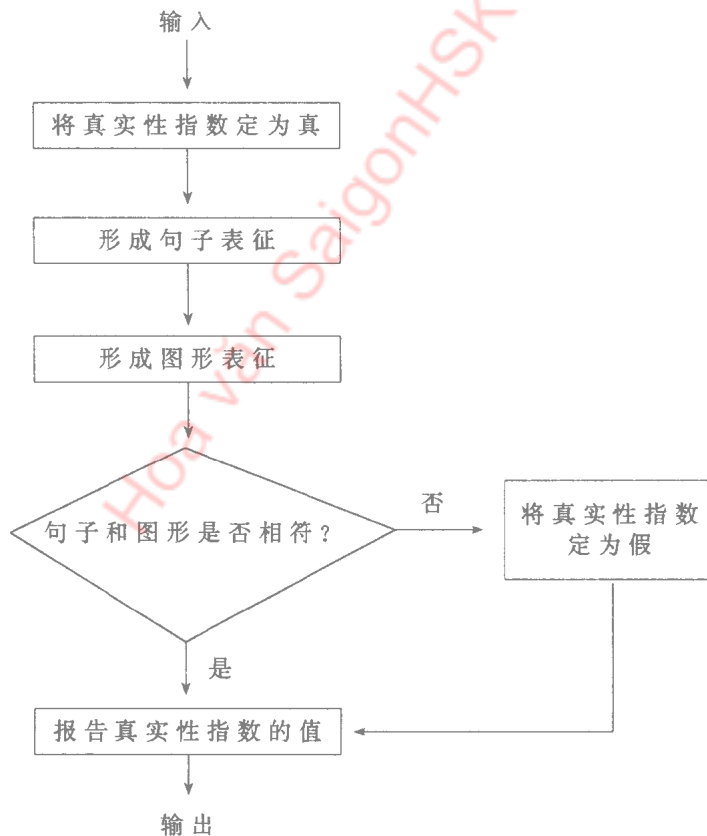 输入
将真实性指数定为真
形成句子表征
形成图形表征
句子和图形是否相符？
否
将真实性指数
定为假
是
报告真实性指数的值
输出
Hoa văn SaigonHSK